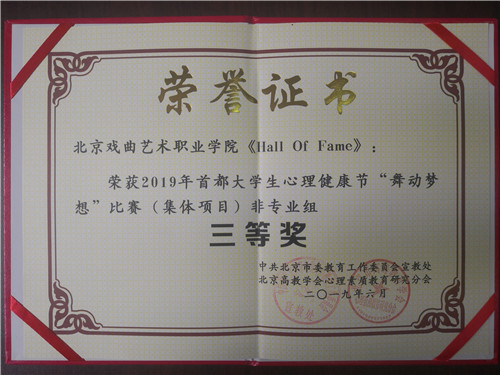 荣誉证书
北京戏曲艺术职业学院《Hall Of Fame》:
荣获2019年首都大学生心理健康节“舞动梦
想”比赛（集体项目）非专业组
三等奖
中共北京市委教育工作委员会宣教处
北京高教学会心理素质教育研究分会
二〇一九年六月